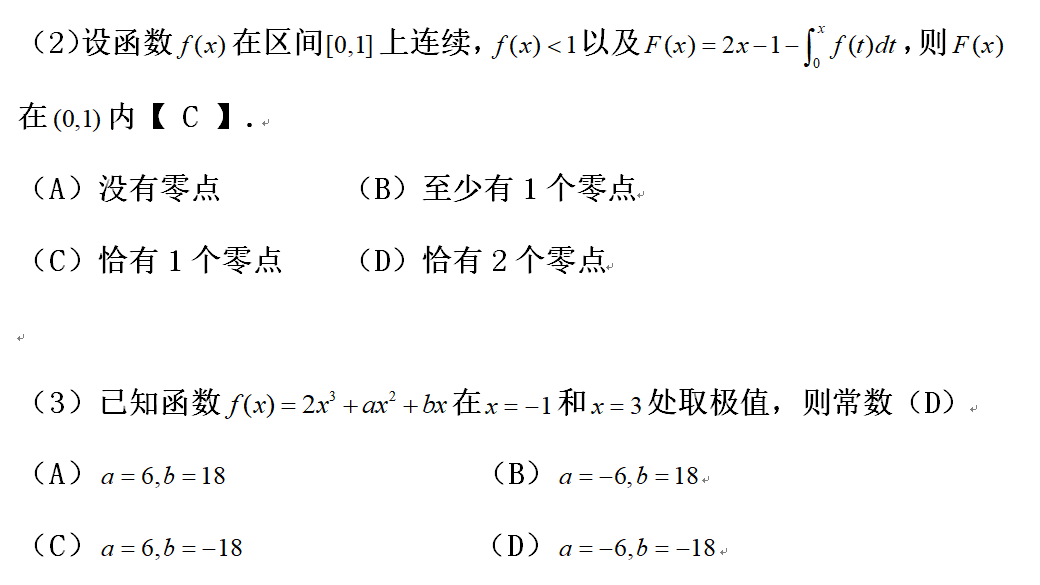 （2）设函数 f(x) 在区间[0,1] 上连续, f(x) < 1 以及 F(x) = 2x − 1 − ∫₀ˣ f(t)dt , 则 F(x)
在 (0,1) 内【 C 】.
（A）没有零点 （B）至少有 1 个零点
（C）恰有 1 个零点 （D）恰有 2 个零点
（3）已知函数 f(x) = 2x³ + ax² + bx 在 x = −1 和 x = 3 处取极值，则常数（D）
（A） a = 6, b = 18 （B） a = −6, b = 18
（C） a = 6, b = −18 （D） a = −6, b = −18